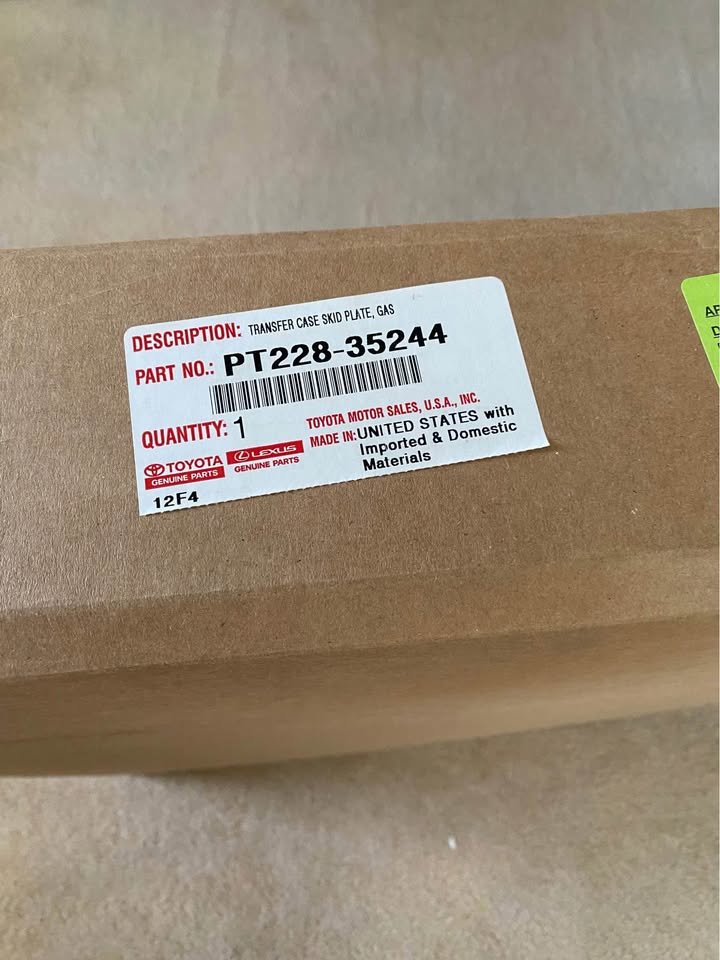 DESCRIPTION: TRANSFER CASE SKID PLATE, GAS
PART NO.: PT228-35244
QUANTITY: 1
TOYOTA MOTOR SALES, U.S.A., INC.
MADE IN: UNITED STATES with
Imported & Domestic
Materials
TOYOTA
GENUINE PARTS
LEXUS
GENUINE PARTS
12F4